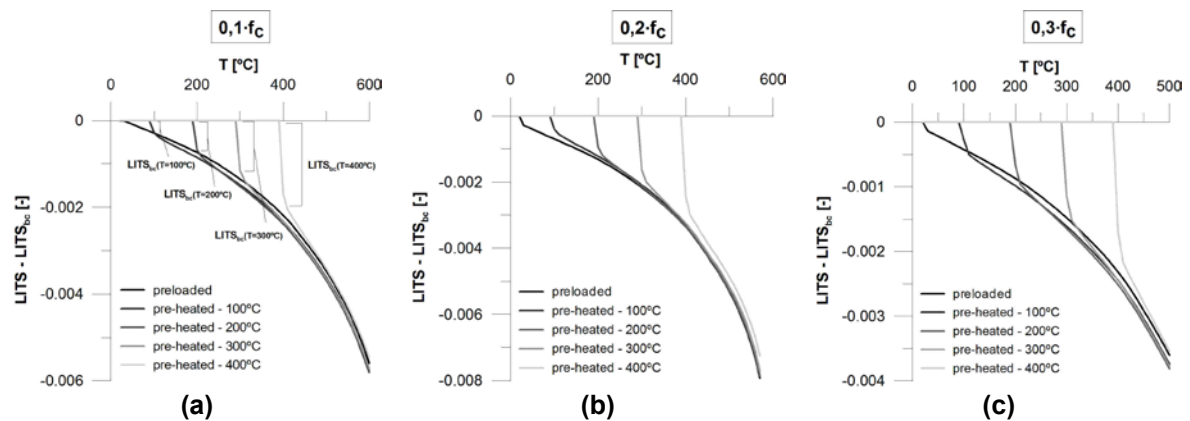 0,1·fC
T [ºC]
0 200 400 600
0
-0.002
-0.004
-0.006
LITS - LITSbc [-]
LITSbc(T=100ºC)
LITSbc(T=200ºC)
LITSbc(T=300ºC)
LITSbc(T=400ºC)
preloaded
pre-heated - 100ºC
pre-heated - 200ºC
pre-heated - 300ºC
pre-heated - 400ºC
(a)
0,2·fC
T [ºC]
0 200 400 600
0
-0.002
-0.004
-0.006
-0.008
LITS - LITSbc [-]
preloaded
pre-heated - 100ºC
pre-heated - 200ºC
pre-heated - 300ºC
pre-heated - 400ºC
(b)
0,3·fC
T [ºC]
0 100 200 300 400 500
0
-0.001
-0.002
-0.003
-0.004
LITS - LITSbc [-]
preloaded
pre-heated - 100ºC
pre-heated - 200ºC
pre-heated - 300ºC
pre-heated - 400ºC
(c)